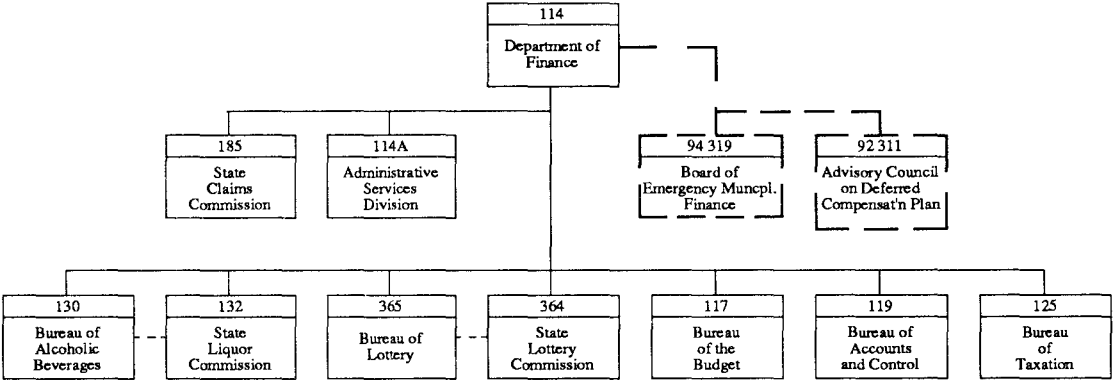 114
Department of
Finance
185
State
Claims
Commission
114A
Administrative
Services
Division
94 319
Board of
Emergency Muncpl.
Finance
92 311
Advisory Council
on Deferred
Compensat'n Plan
130
Bureau of
Alcoholic
Beverages
132
State
Liquor
Commission
365
Bureau of
Lottery
364
State
Lottery
Commission
117
Bureau
of the
Budget
119
Bureau of
Accounts
and Control
125
Bureau
of
Taxation